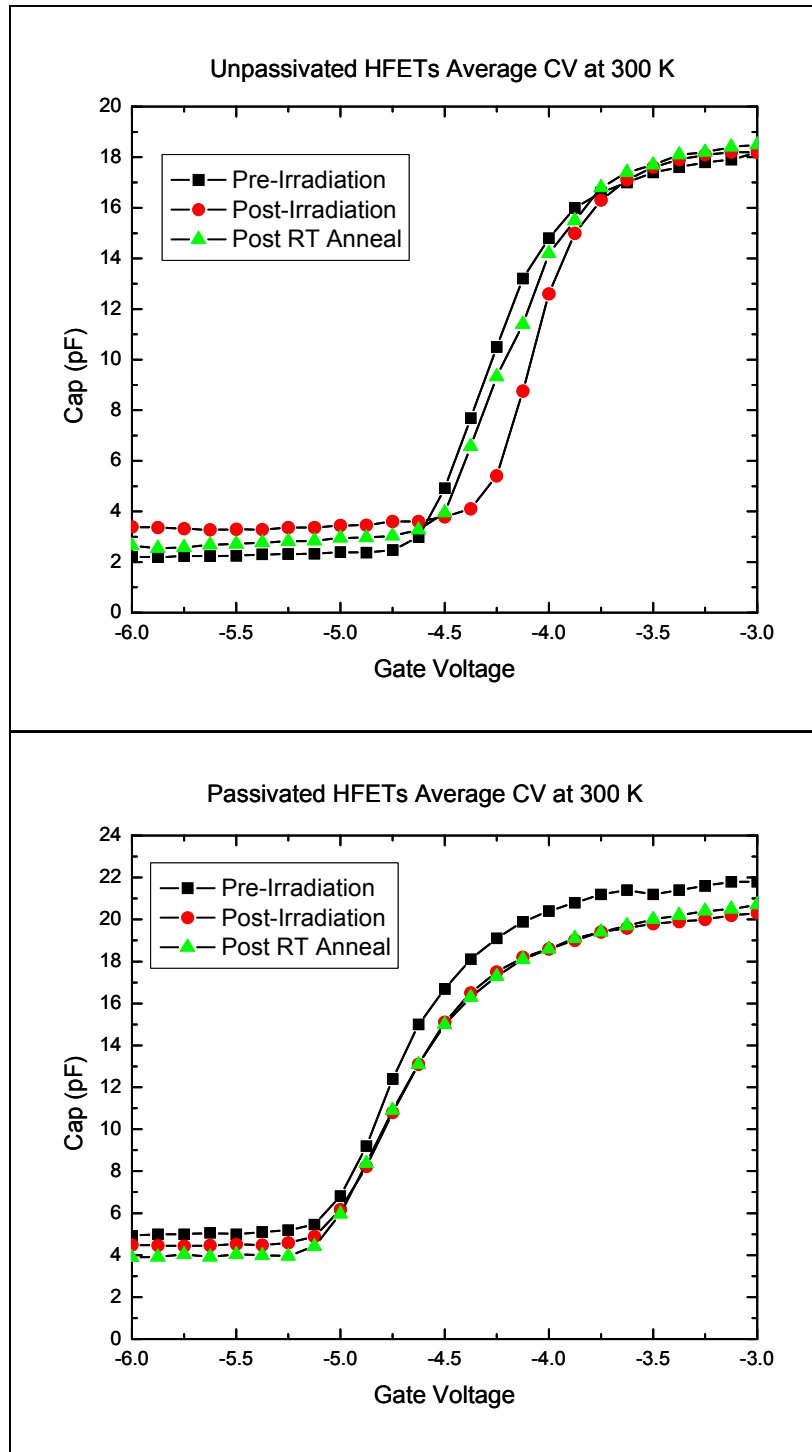 Unpassivated HFETs Average CV at 300 K
20
18
16
14
12
10
8
6
4
2
0
Cap (pF)
Pre-Irradiation
Post-Irradiation
Post RT Anneal
-6.0 -5.5 -5.0 -4.5 -4.0 -3.5 -3.0
Gate Voltage
Passivated HFETs Average CV at 300 K
24
22
20
18
16
14
12
10
8
6
4
2
0
Cap (pF)
Pre-Irradiation
Post-Irradiation
Post RT Anneal
-6.0 -5.5 -5.0 -4.5 -4.0 -3.5 -3.0
Gate Voltage